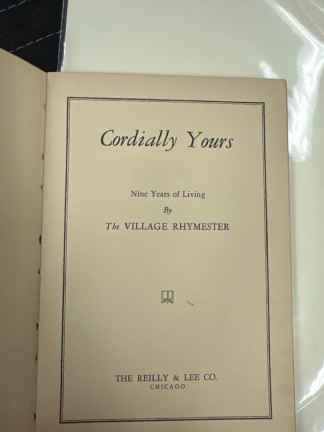 Cordially Yours
Nine Years of Living
By
The VILLAGE RHYMESTER
THE REILLY & LEE CO.
CHICAGO